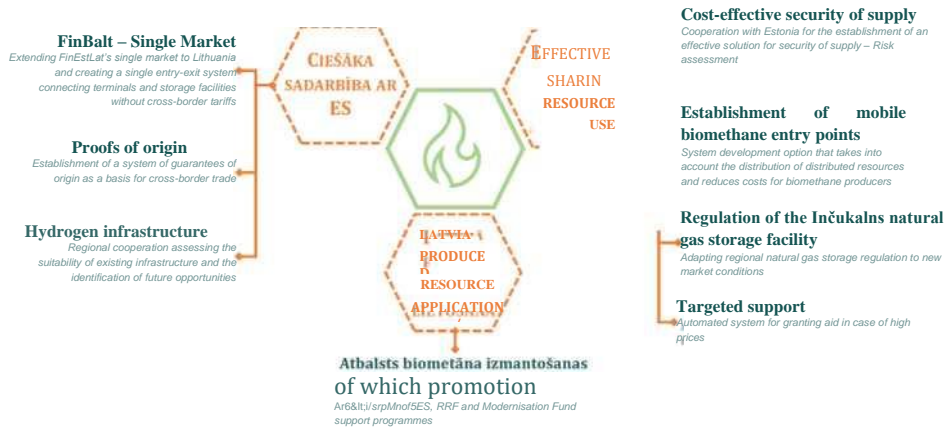 FinBalt – Single Market
Extending FinEstLat's single market to Lithuania
and creating a single entry-exit system
connecting terminals and storage facilities
without cross-border tariffs
Proofs of origin
Establishment of a system of guarantees of
origin as a basis for cross-border trade
Hydrogen infrastructure
Regional cooperation assessing the
suitability of existing infrastructure and the
identification of future opportunities
CIEŠĀKA
SADARBĪBA AR
ES
EFFECTIVE
SHARIN
RESOURCE
USE
LATVIA
PRODUCE
D
RESOURCE
APPLICATION
Atbalsts biometāna izmantošanas
of which promotion
Ar6&lt;i/srpMnof5ES, RRF and Modernisation Fund
support programmes
Cost-effective security of supply
Cooperation with Estonia for the establishment of an
effective solution for security of supply – Risk
assessment
Establishment of mobile
biomethane entry points
System development option that takes into
account the distribution of distributed resources
and reduces costs for biomethane producers
Regulation of the Inčukalns natural
gas storage facility
Adapting regional natural gas storage regulation to new
market conditions
Targeted support
Automated system for granting aid in case of high
prices